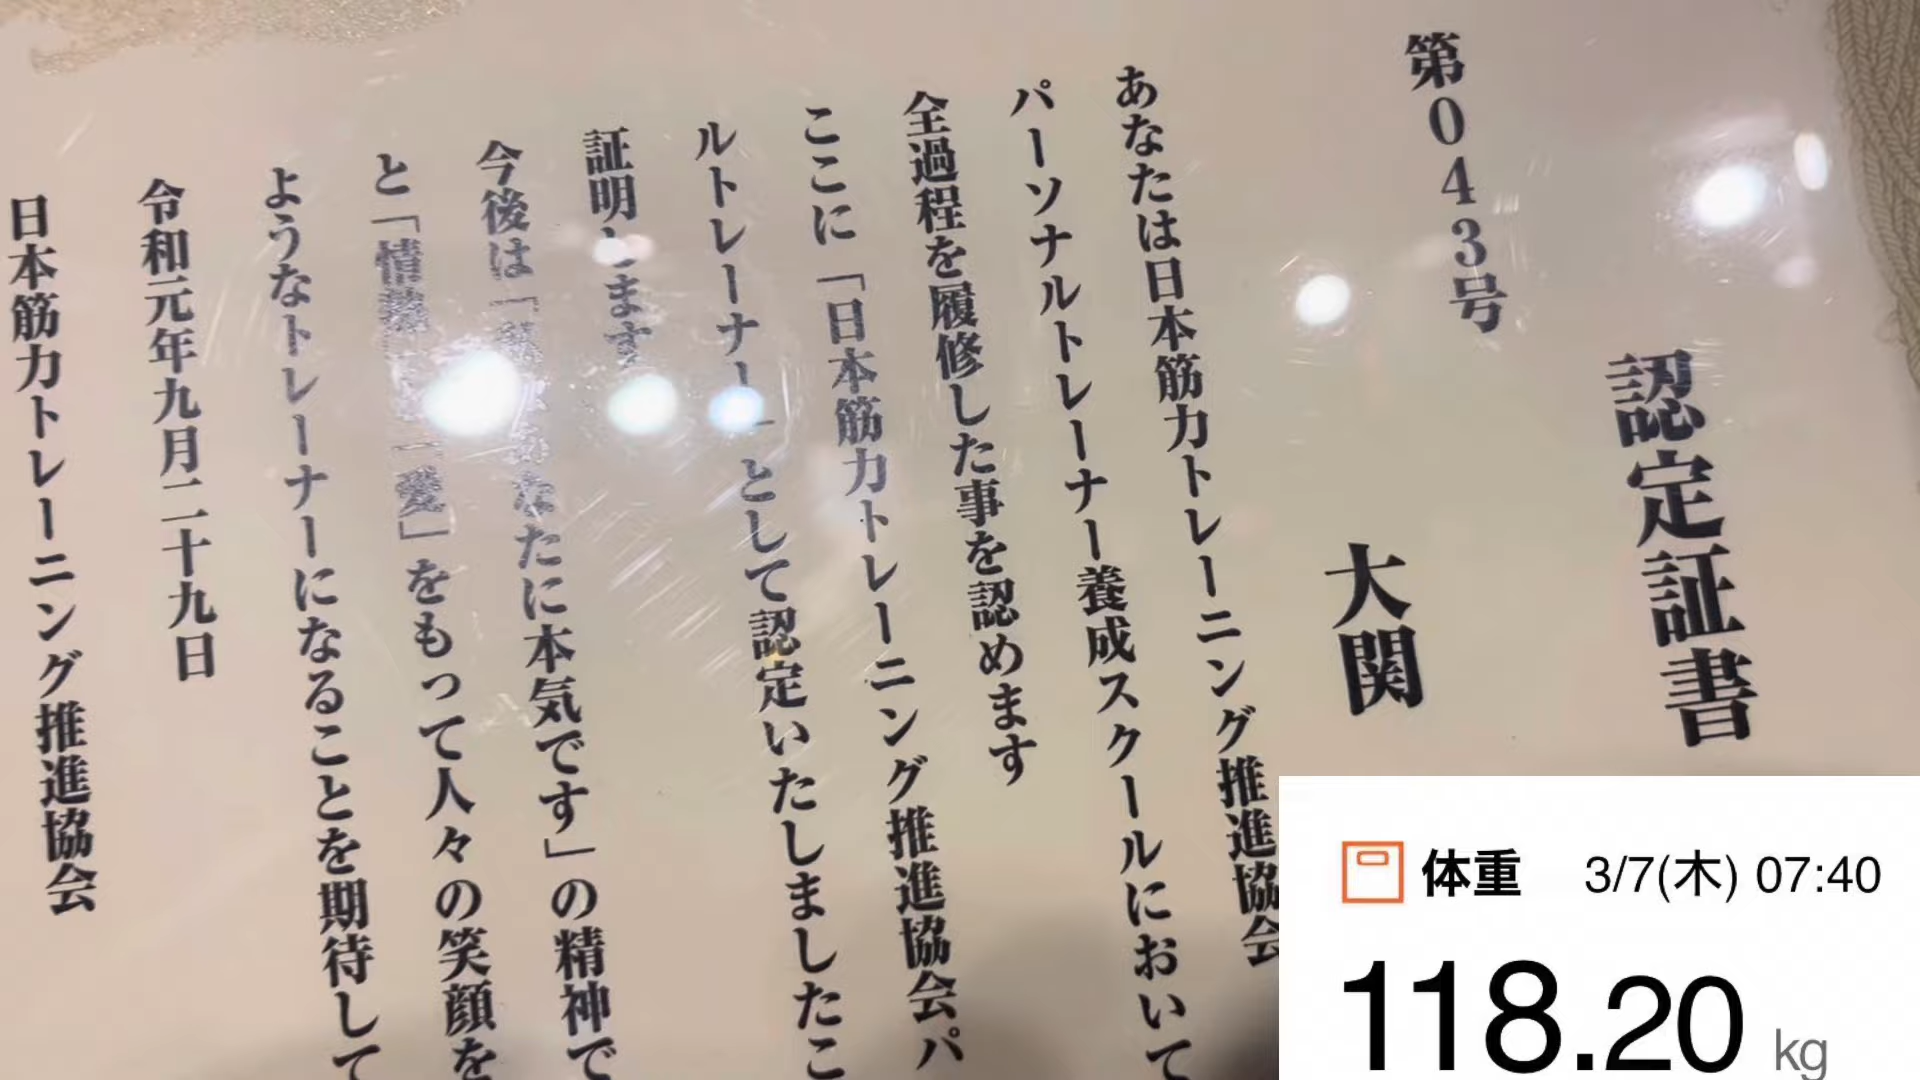 認定証書
第0443号
大関
あなたは日本筋力トレーニング推進協会
パーソナルトレーナー養成スクールにおいて
全過程を履修した事を認めます
ここに「日本筋力トレーニング推進協会パ
ルトレーナー」として認定いたしましたこ
証明します
今後は「なたに本気です」の精神で
と「情熱」「愛」をもって人々の笑顔を
ようなトレーナーになることを期待して
令和元年九月二十九日
日本筋力トレーニング推進協会
体重 3/7(木) 07:40
118.20 kg